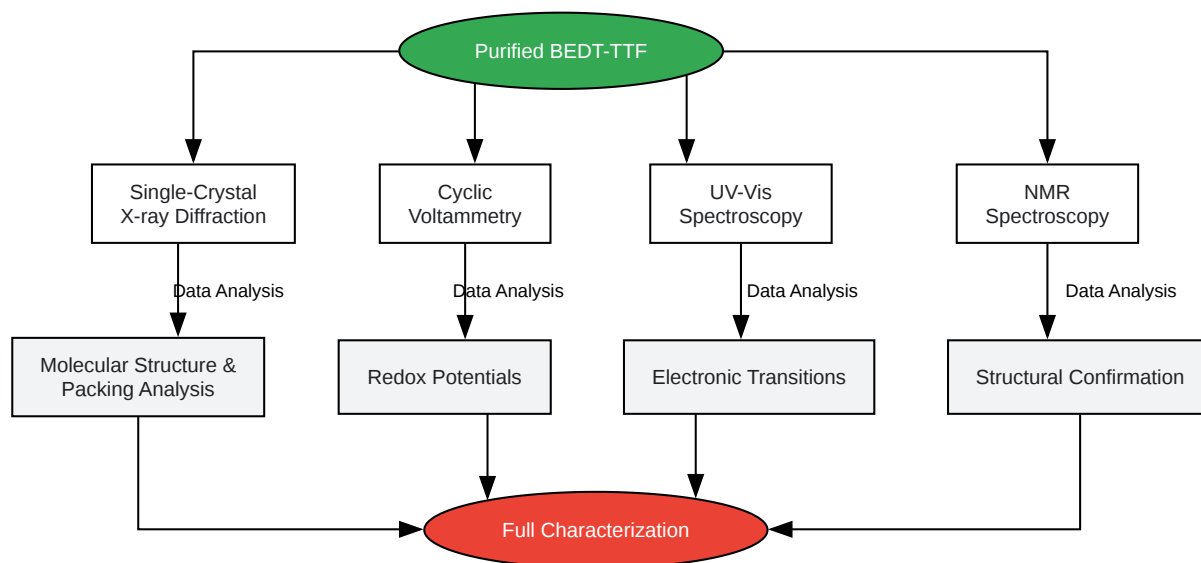 Purified BEDT-TTF
Single-Crystal
X-ray Diffraction
Cyclic
Voltammetry
UV-Vis
Spectroscopy
NMR
Spectroscopy
Data Analysis
Data Analysis
Data Analysis
Data Analysis
Molecular Structure &
Packing Analysis
Redox Potentials
Electronic Transitions
Structural Confirmation
Full Characterization